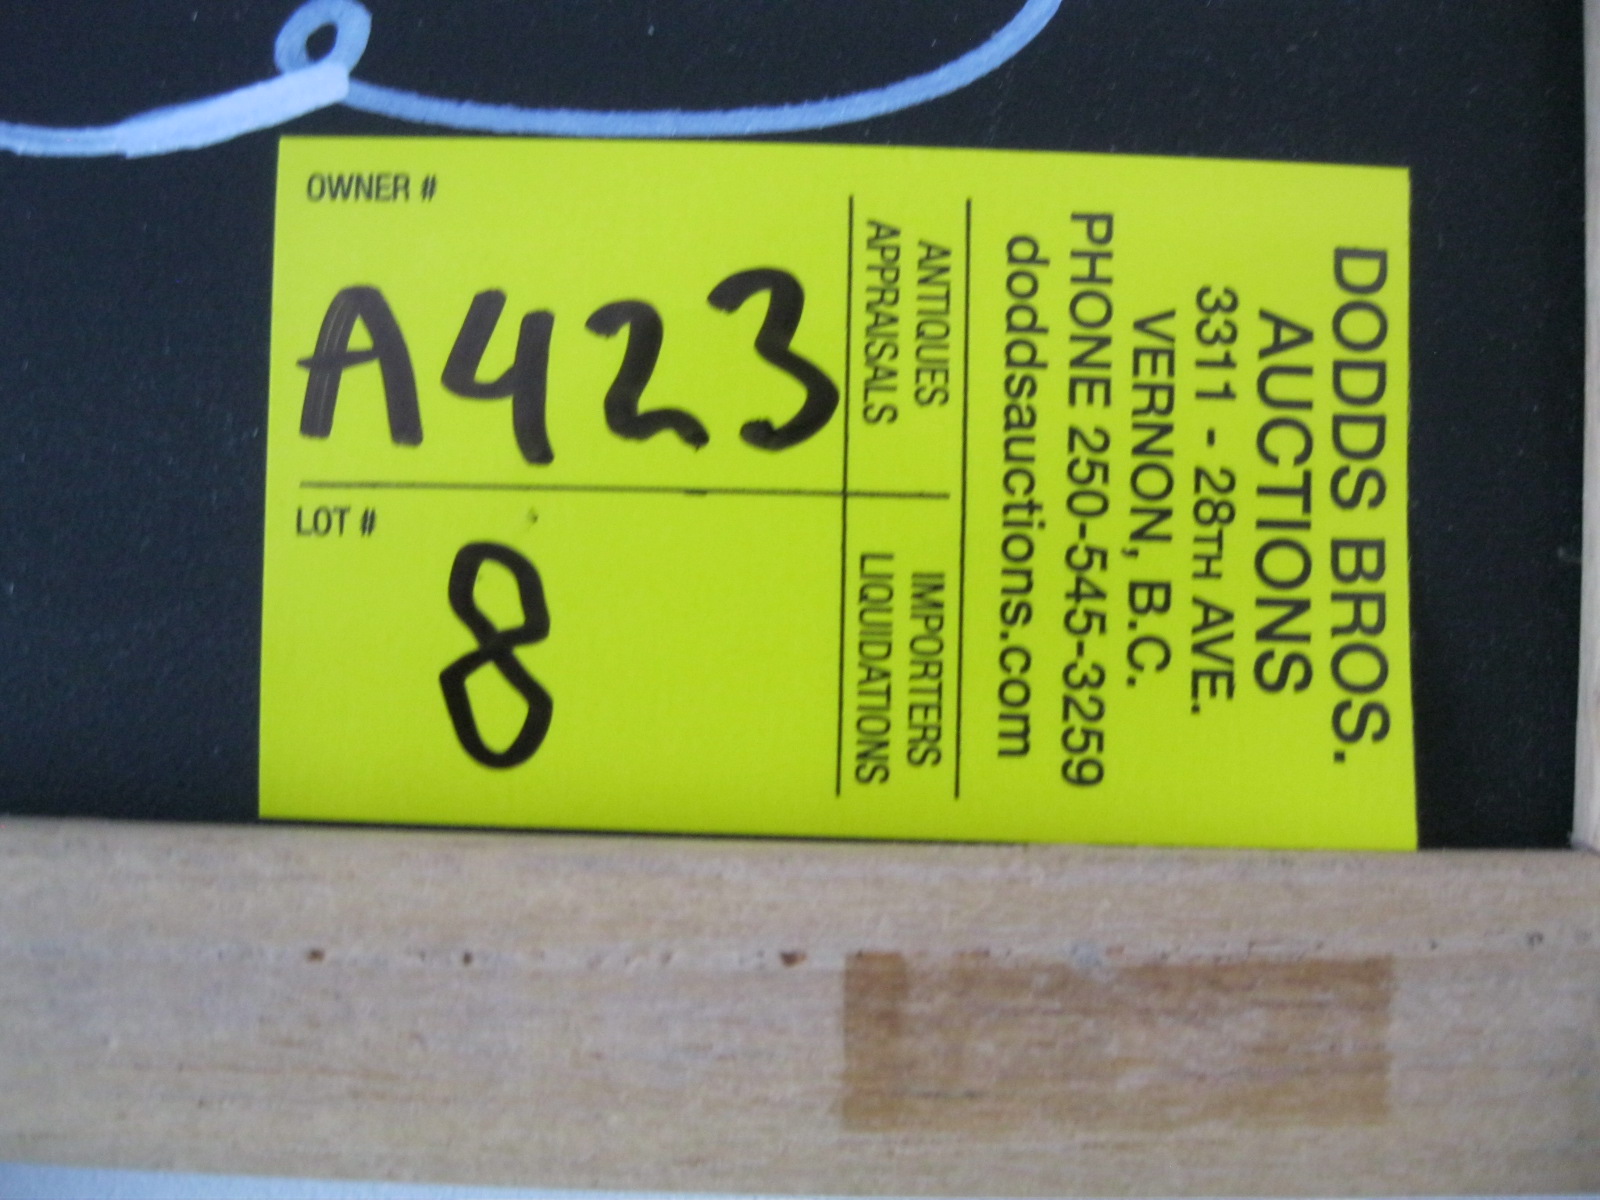 DODDS BROS.
AUCTIONS
3311 - 28TH AVE.
VERNON, B.C.
PHONE 250-545-3259
doddsauctions.com
ANTIQUES IMPORTERS
APPRAISALS LIQUIDATIONS
OWNER #
A423
LOT #
8